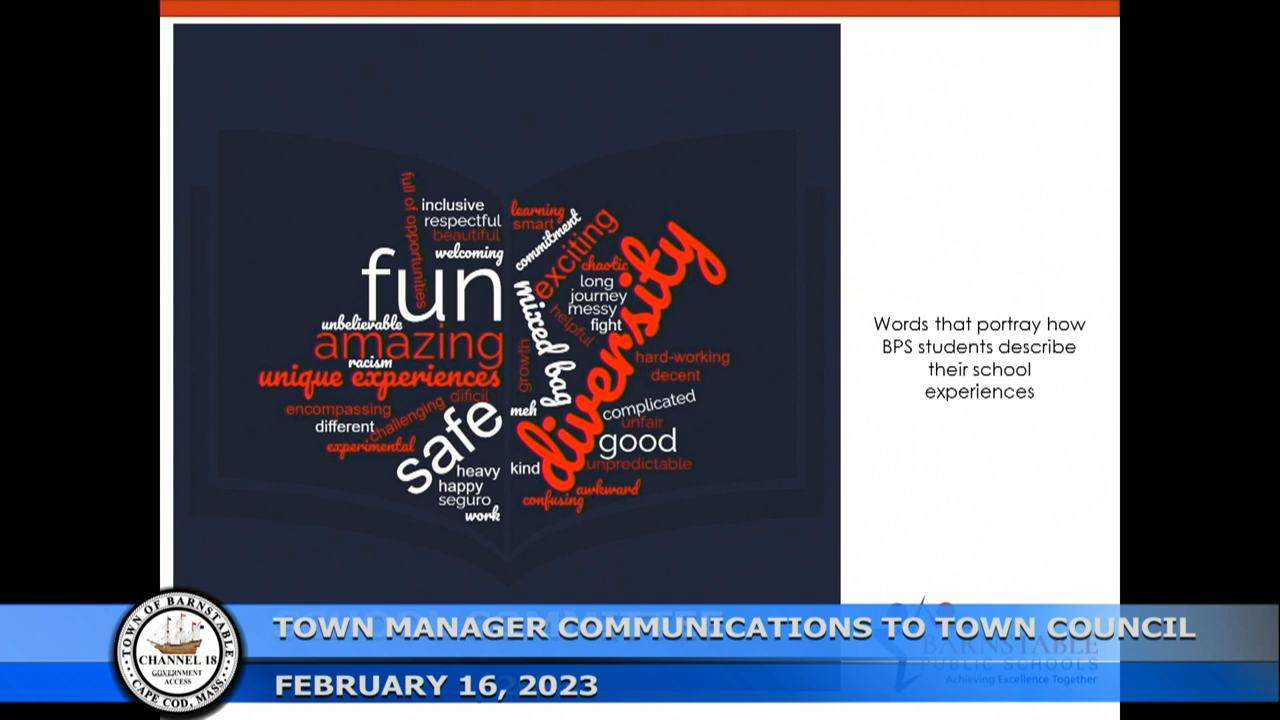 full of opportunities
inclusive
respectful
beautiful
welcoming
fun
unbelievable
amazing
racism
unique experiences
encompassing
challenging
dificil
different
experimental
safe
heavy
happy
seguro
work
learning
smart
commitment
exciting
chaotic
long
journey
messy
fight
helpful
mixed bag
growth
diversity
hard-working
decent
meh
complicated
unfair
good
kind
unpredictable
awkward
confusing
Words that portray how
BPS students describe
their school
experiences
TOWN MANAGER COMMUNICATIONS TO TOWN COUNCIL
FEBRUARY 16, 2023
TOWN OF BARNSTABLE
CHANNEL 18
GOVERNMENT
ACCESS
CAPE COD, MASS.
BARNSTABLE
PUBLIC SCHOOLS
Achieving Excellence Together